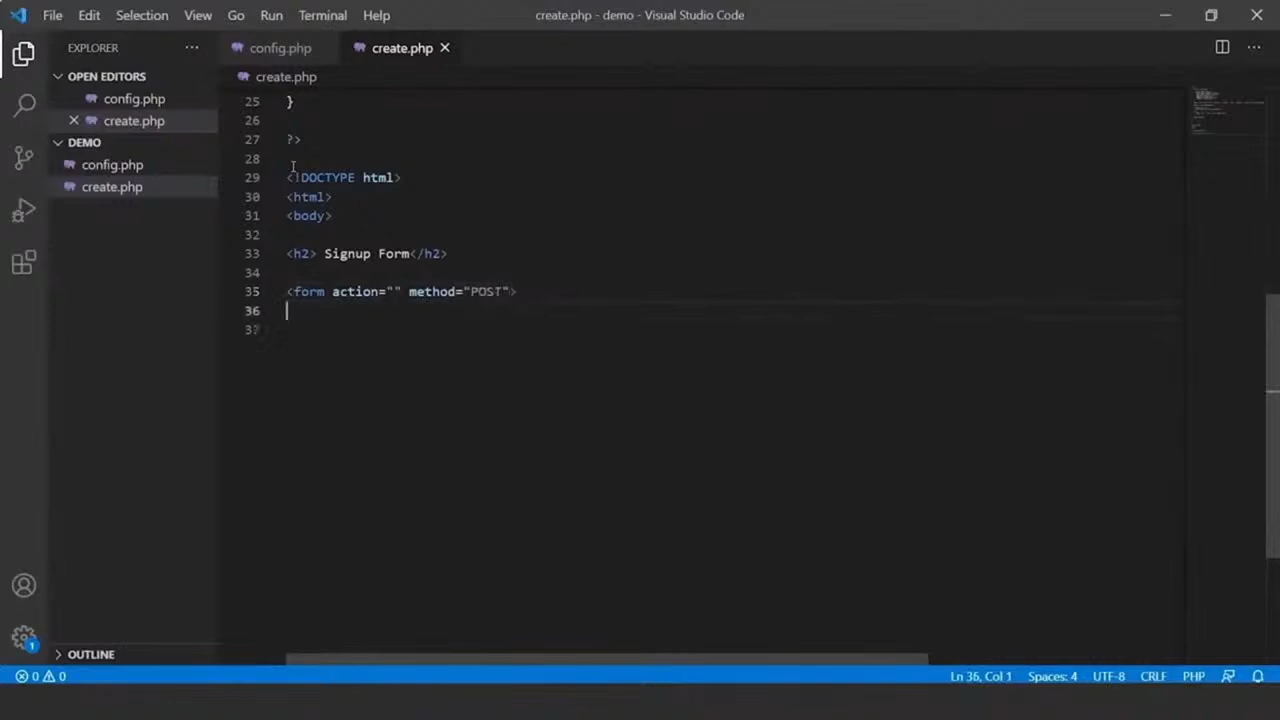 File Edit Selection View Go Run Terminal Help create.php - demo - Visual Studio Code
EXPLORER
OPEN EDITORS
config.php
create.php
DEMO
config.php
create.php
OUTLINE
config.php create.php
create.php
25 }
26
27 ?>
28
29 <!DOCTYPE html>
30 <html>
31 <body>
32
33 <h2> Signup Form</h2>
34
35 <form action="" method="POST">
36
37
1
0 0 Ln 36, Col 1 Spaces: 4 UTF-8 CRLF PHP